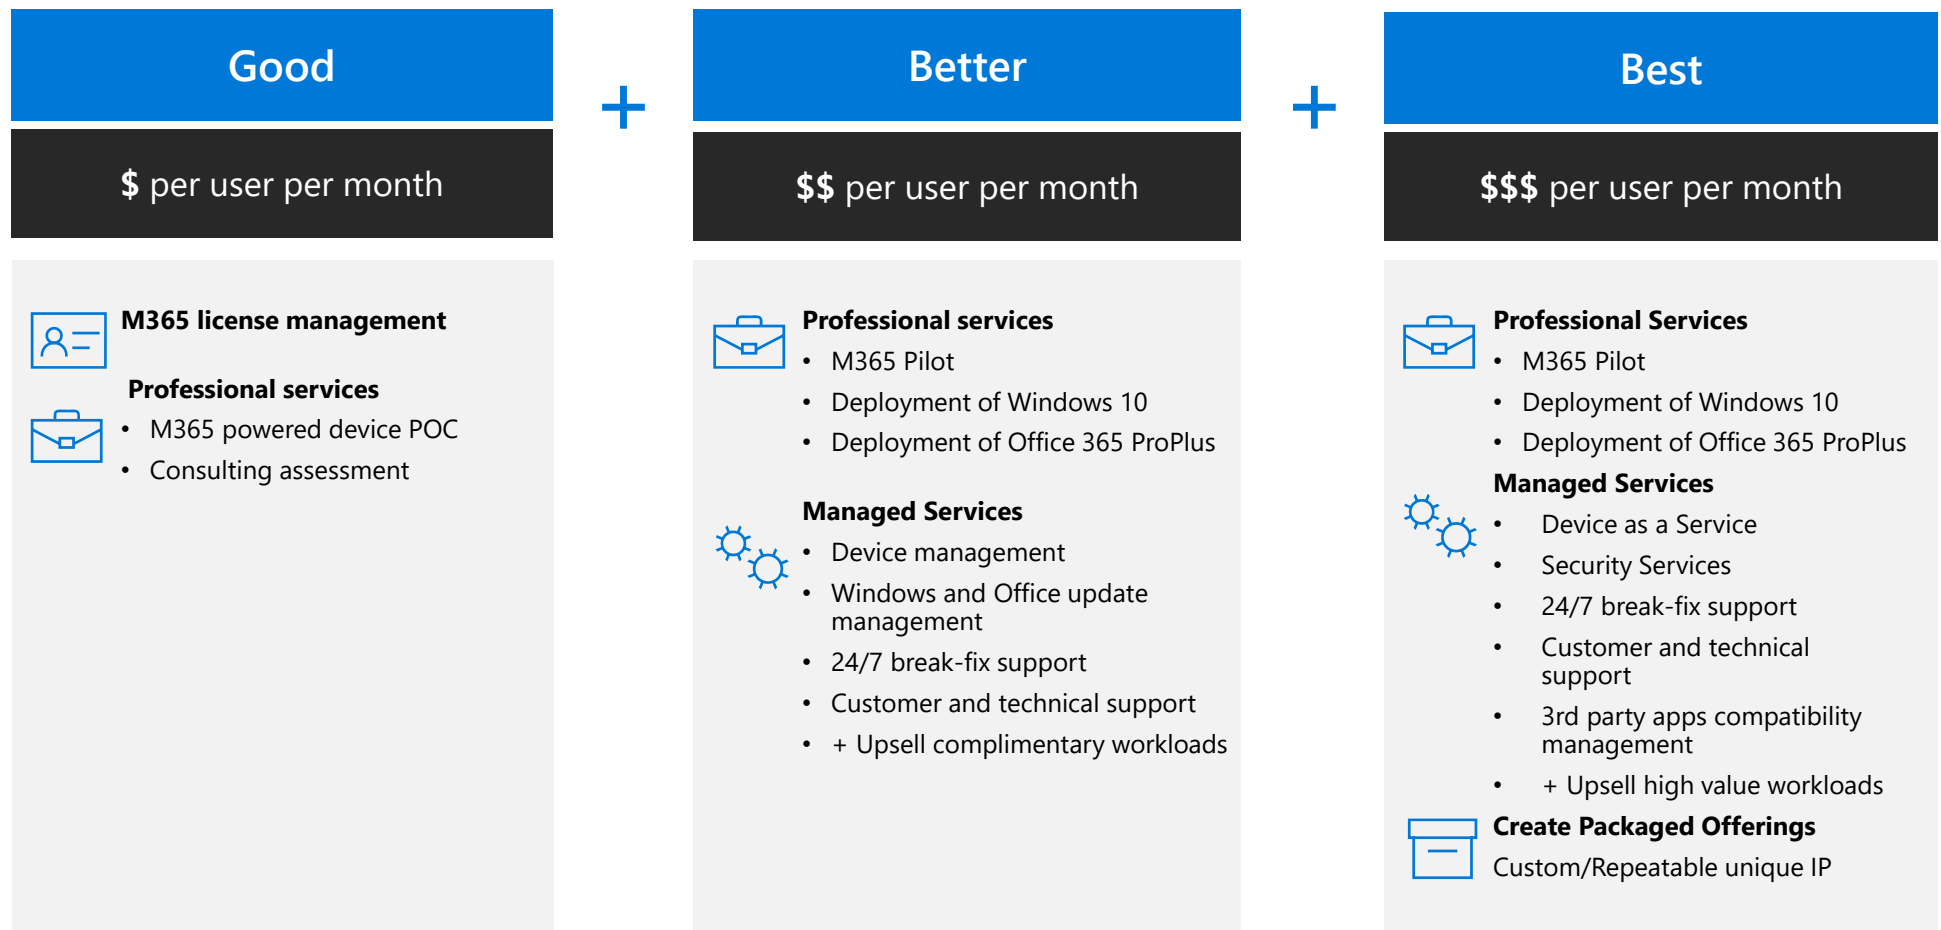 Good
$ per user per month
M365 license management
Professional services
• M365 powered device POC
• Consulting assessment
+
Better
$$ per user per month
Professional services
• M365 Pilot
• Deployment of Windows 10
• Deployment of Office 365 ProPlus
Managed Services
• Device management
• Windows and Office update
management
• 24/7 break-fix support
• Customer and technical support
• + Upsell complimentary workloads
+
Best
$$$ per user per month
Professional Services
• M365 Pilot
• Deployment of Windows 10
• Deployment of Office 365 ProPlus
Managed Services
• Device as a Service
• Security Services
• 24/7 break-fix support
• Customer and technical
support
• 3rd party apps compatibility
management
• + Upsell high value workloads
Create Packaged Offerings
Custom/Repeatable unique IP